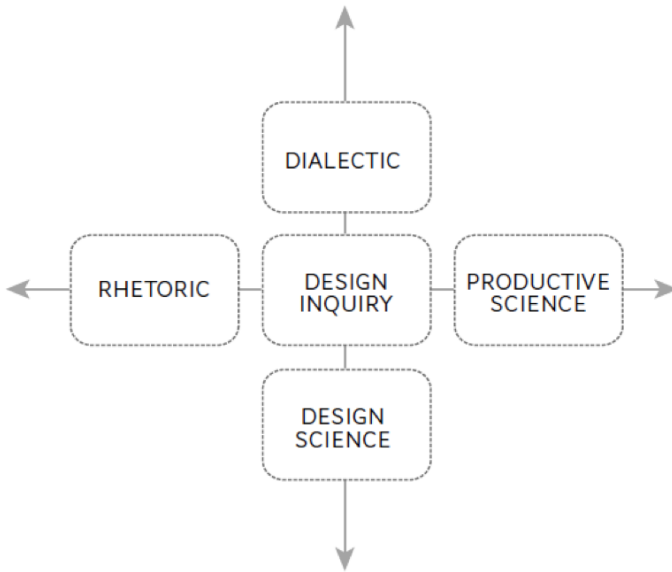 DIALECTIC
RHETORIC
DESIGN
INQUIRY
PRODUCTIVE
SCIENCE
DESIGN
SCIENCE